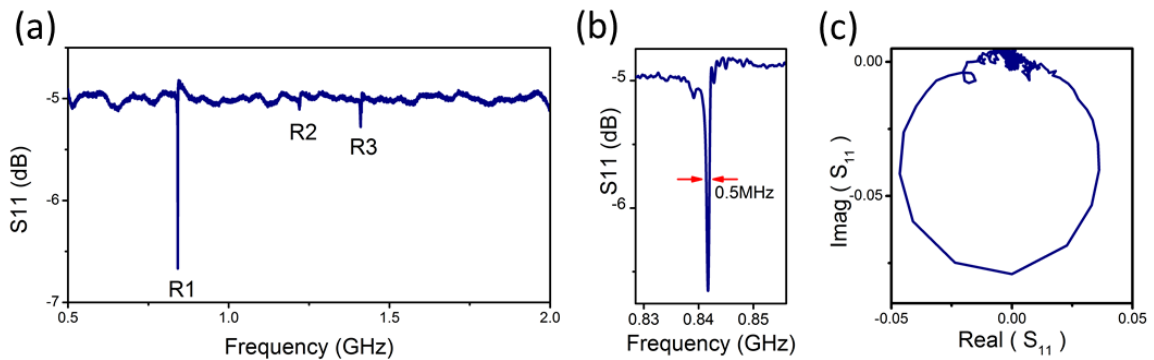 (a)
S11 (dB)
-5
-6
-7
R1
R2
R3
0.5
1.0
1.5
2.0
Frequency (GHz)
(b)
S11 (dB)
-5
-6
0.5MHz
0.83 0.84 0.85
Frequency (GHz)
(c)
Imag ( S11 )
0.00
-0.05
-0.05
0.00
0.05
Real ( S11 )